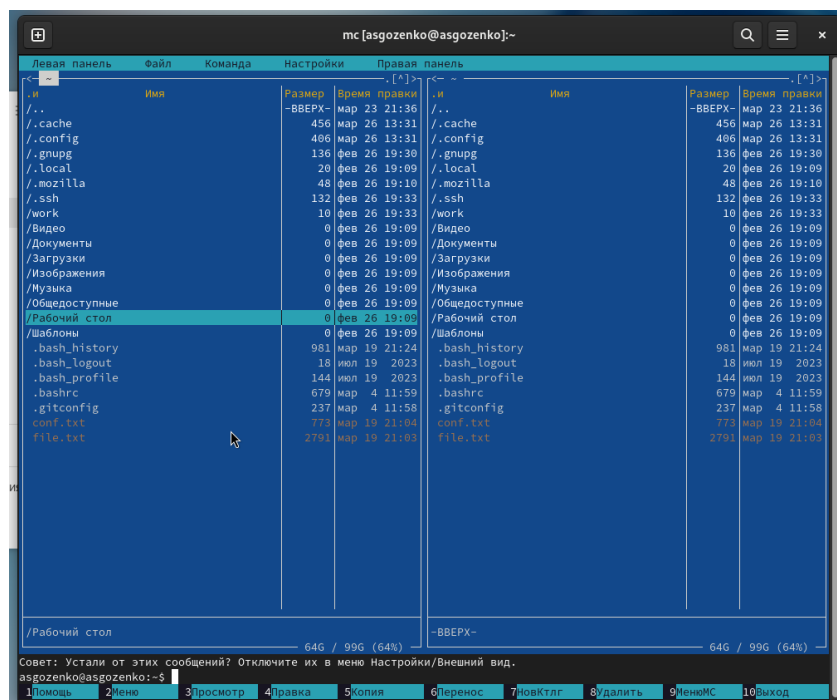 mc [asgozenko@asgozenko]:~
Левая панель Файл Команда Настройки Правая панель
<─ ~ ─.[^]>┐ ┌<─ ~ ─.[^]>┐
.и Имя Размер Время правки .и Имя Размер Время правки
/.. -ВВЕРХ- мар 23 21:36 /.. -ВВЕРХ- мар 23 21:36
/.cache 456 мар 26 13:31 /.cache 456 мар 26 13:31
/.config 406 мар 26 13:31 /.config 406 мар 26 13:31
/.gnupg 136 фев 26 19:30 /.gnupg 136 фев 26 19:30
/.local 20 фев 26 19:09 /.local 20 фев 26 19:09
/.mozilla 48 фев 26 19:10 /.mozilla 48 фев 26 19:10
/.ssh 132 фев 26 19:33 /.ssh 132 фев 26 19:33
/work 10 фев 26 19:33 /work 10 фев 26 19:33
/Видео 0 фев 26 19:09 /Видео 0 фев 26 19:09
/Документы 0 фев 26 19:09 /Документы 0 фев 26 19:09
/Загрузки 0 фев 26 19:09 /Загрузки 0 фев 26 19:09
/Изображения 0 фев 26 19:09 /Изображения 0 фев 26 19:09
/Музыка 0 фев 26 19:09 /Музыка 0 фев 26 19:09
/Общедоступные 0 фев 26 19:09 /Общедоступные 0 фев 26 19:09
/Рабочий стол 0 фев 26 19:09 /Рабочий стол 0 фев 26 19:09
/Шаблоны 0 фев 26 19:09 /Шаблоны 0 фев 26 19:09
.bash_history 981 мар 19 21:24 .bash_history 981 мар 19 21:24
.bash_logout 18 июл 19 2023 .bash_logout 18 июл 19 2023
.bash_profile 144 июл 19 2023 .bash_profile 144 июл 19 2023
.bashrc 679 мар 4 11:59 .bashrc 679 мар 4 11:59
.gitconfig 237 мар 4 11:58 .gitconfig 237 мар 4 11:58
conf.txt 773 мар 19 21:04 conf.txt 773 мар 19 21:04
file.txt 2791 мар 19 21:03 file.txt 2791 мар 19 21:03
/Рабочий стол -ВВЕРХ-
64G / 99G (64%) 64G / 99G (64%)
Совет: Устали от этих сообщений? Отключите их в меню Настройки/Внешний вид.
asgozenko@asgozenko:~$
1Помощь 2Меню 3Просмотр 4Правка 5Копия 6Перенос 7НовКтлг 8Удалить 9МенюМС 10Выход